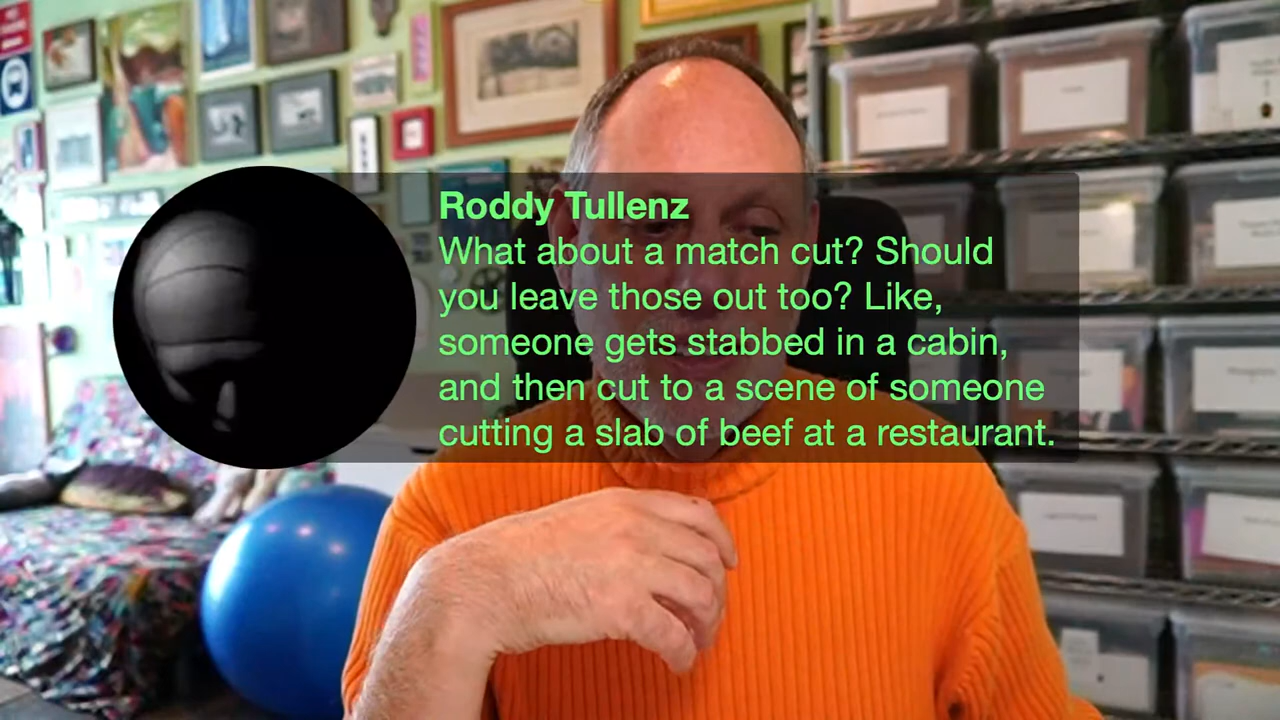 Roddy Tullenz
What about a match cut? Should
you leave those out too? Like,
someone gets stabbed in a cabin,
and then cut to a scene of someone
cutting a slab of beef at a restaurant.